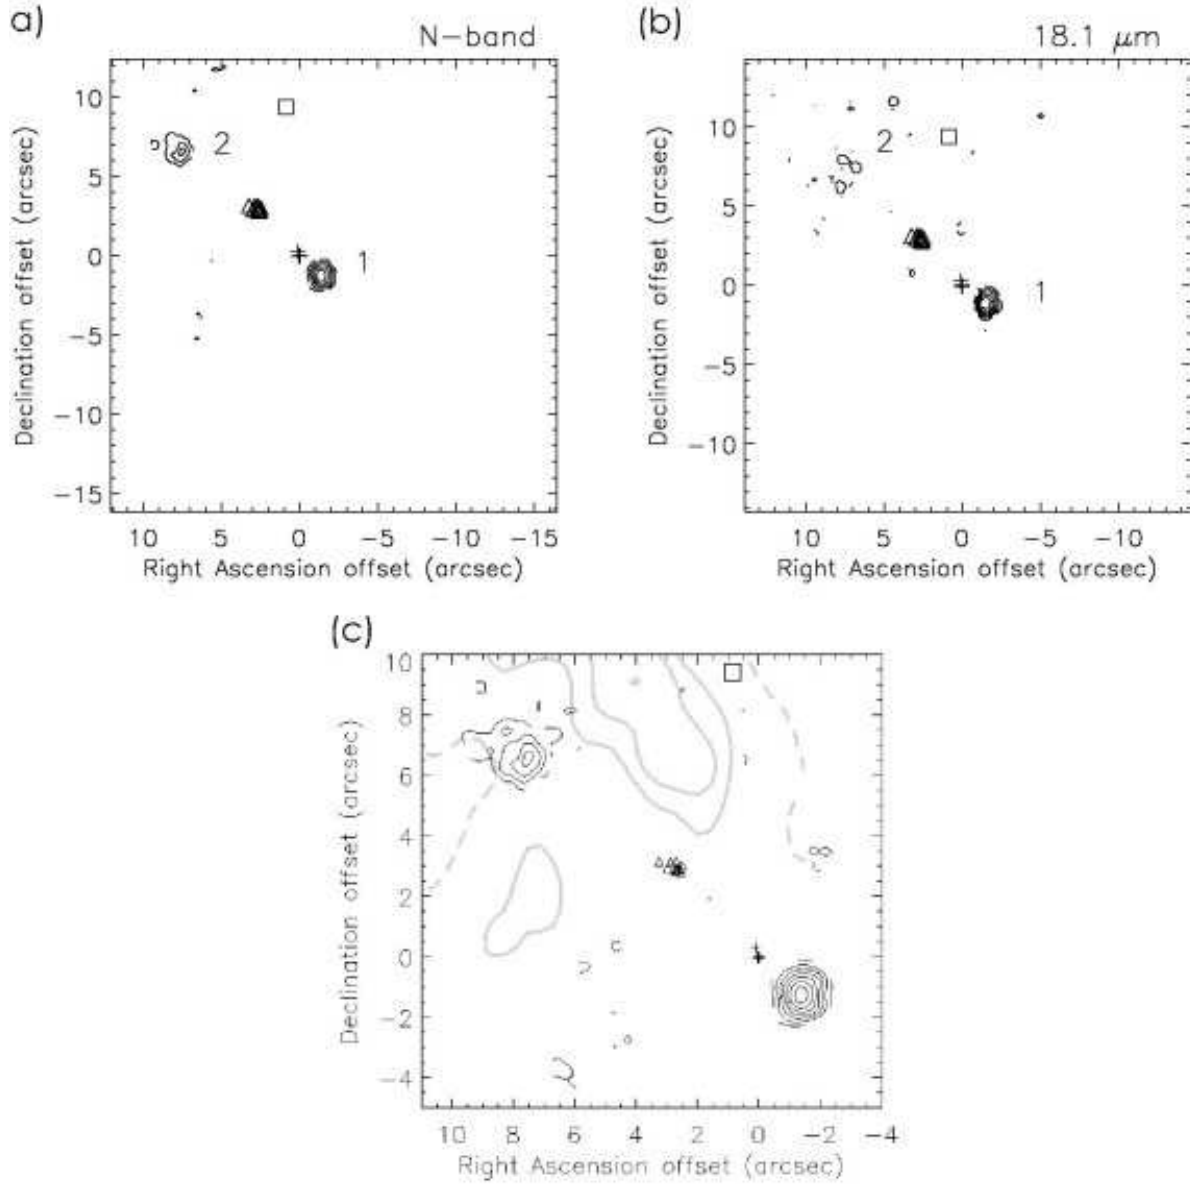 a)
N-band
10
5
0
-5
-10
-15
Declination offset (arcsec)
2
1
10 5 0 -5 -10 -15
Right Ascension offset (arcsec)
(b)
18.1 μm
10
5
0
-5
-10
Declination offset (arcsec)
2
1
10 5 0 -5 -10
Right Ascension offset (arcsec)
(c)
10
8
6
4
2
0
-2
-4
Declination offset (arcsec)
10 8 6 4 2 0 -2 -4
Right Ascension offset (arcsec)